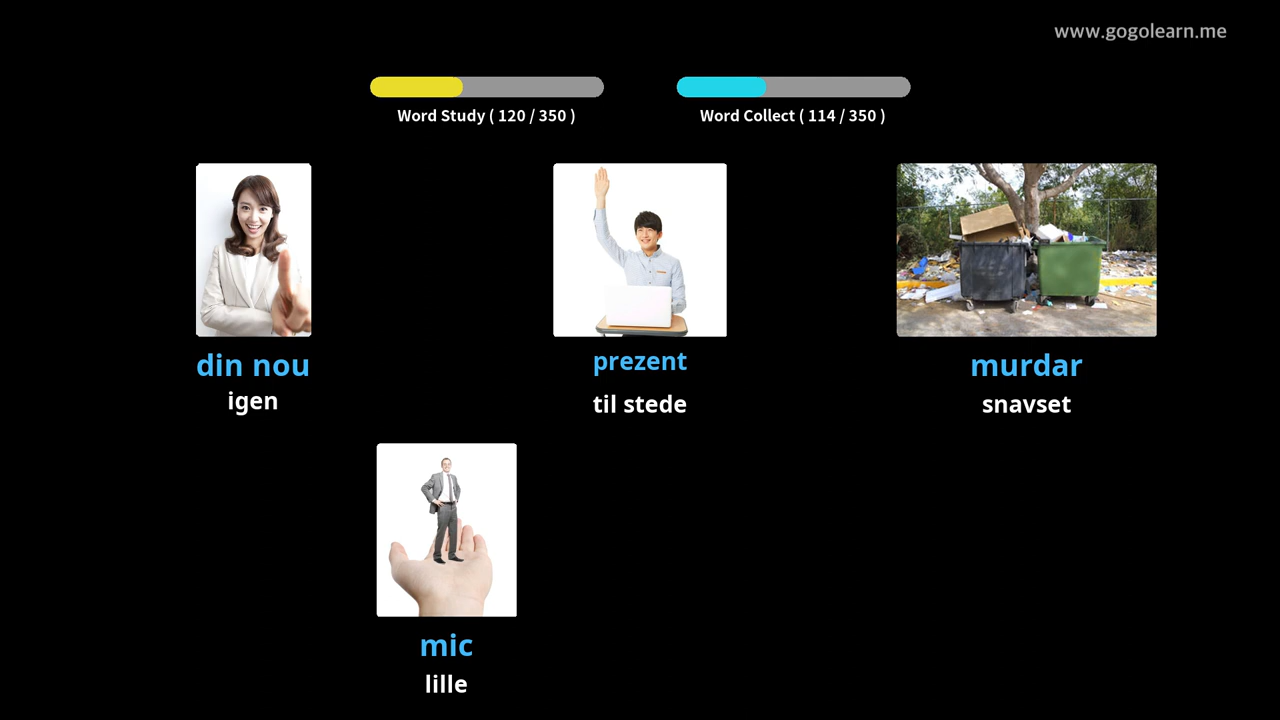 www.gogolearn.me
Word Study ( 120 / 350 )
Word Collect ( 114 / 350 )
din nou
igen
prezent
til stede
murdar
snavset
mic
lille